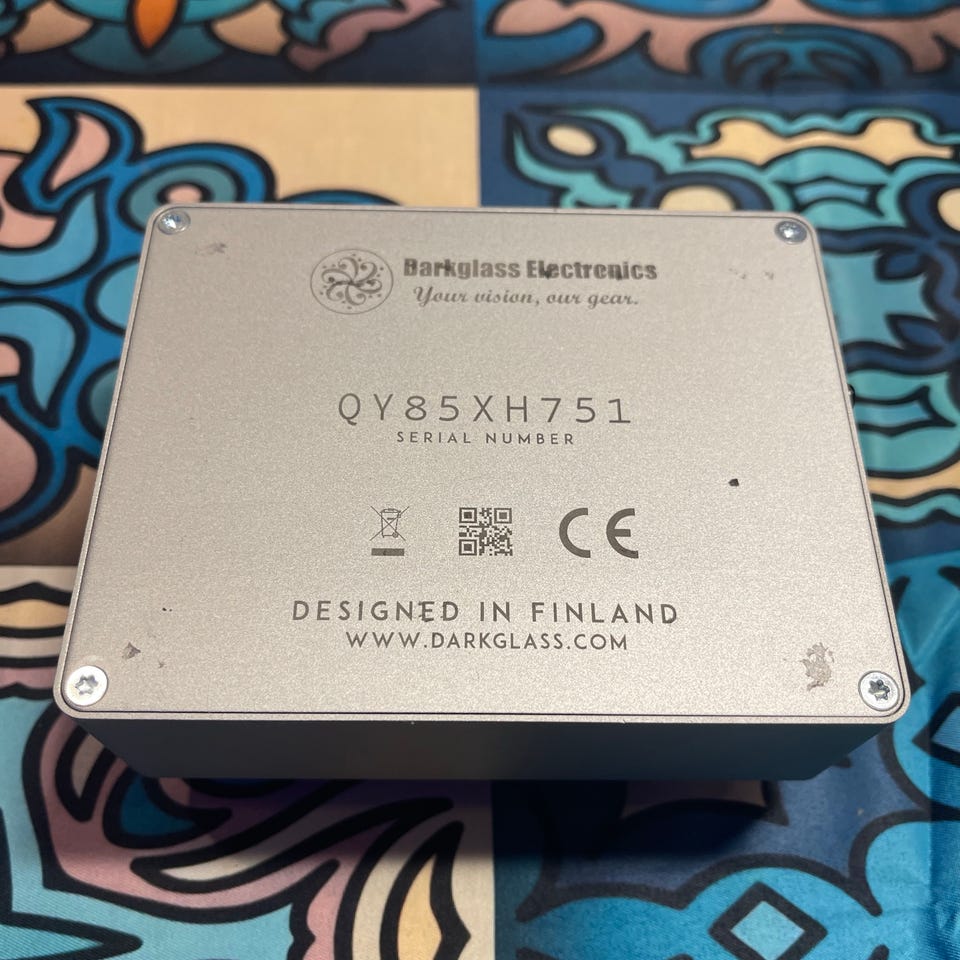 Darkglass Electronics
Your vision, our gear.
QY85XH751
SERIAL NUMBER
CE
DESIGNED IN FINLAND
WWW.DARKGLASS.COM